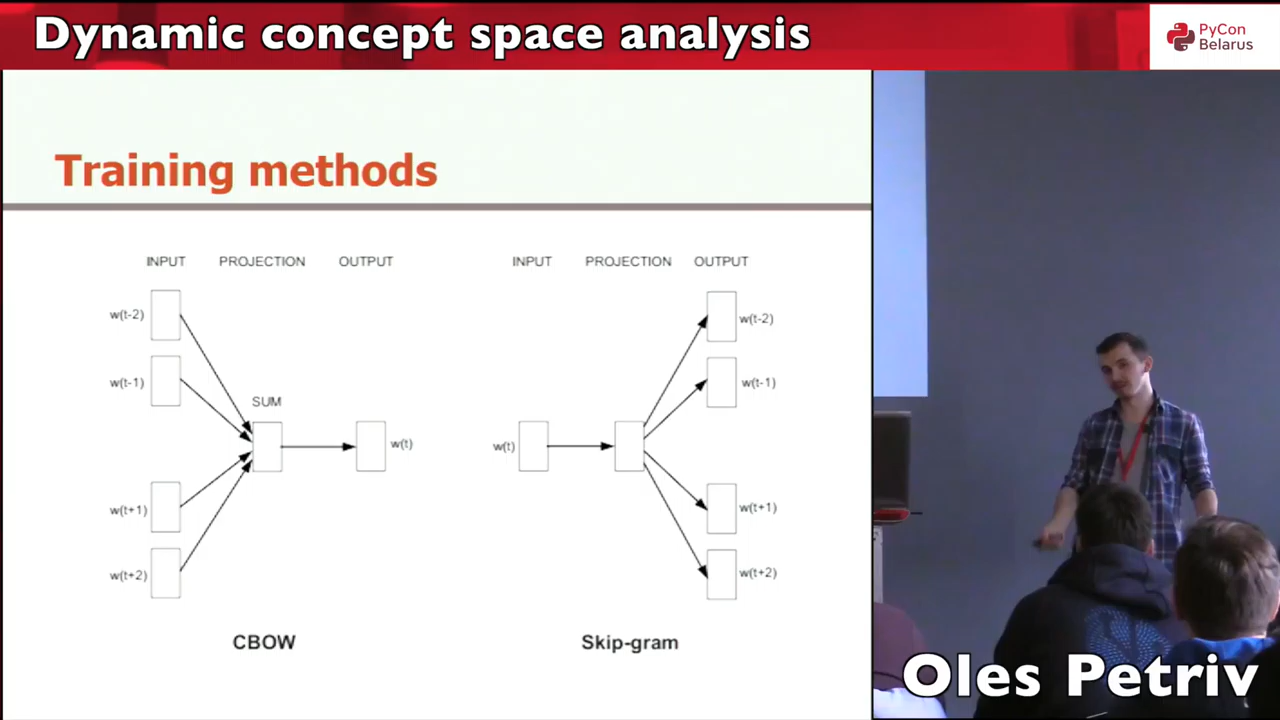 Dynamic concept space analysis
PyCon
Belarus
Training methods
INPUT PROJECTION OUTPUT
w(t-2)
w(t-1)
SUM
w(t)
w(t+1)
w(t+2)
CBOW
INPUT PROJECTION OUTPUT
w(t-2)
w(t-1)
w(t)
w(t+1)
w(t+2)
Skip-gram
Oles Petriv